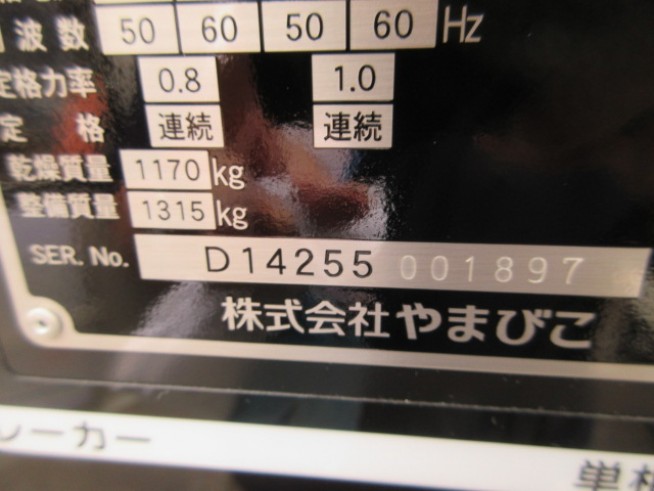 波数 50 60 50 60 Hz
定格力率 0.8 1.0
定格 連続 連続
乾燥質量 1170 kg
整備質量 1315 kg
SER. No. D14255 001897
株式会社やまびこ
レーカー
単相